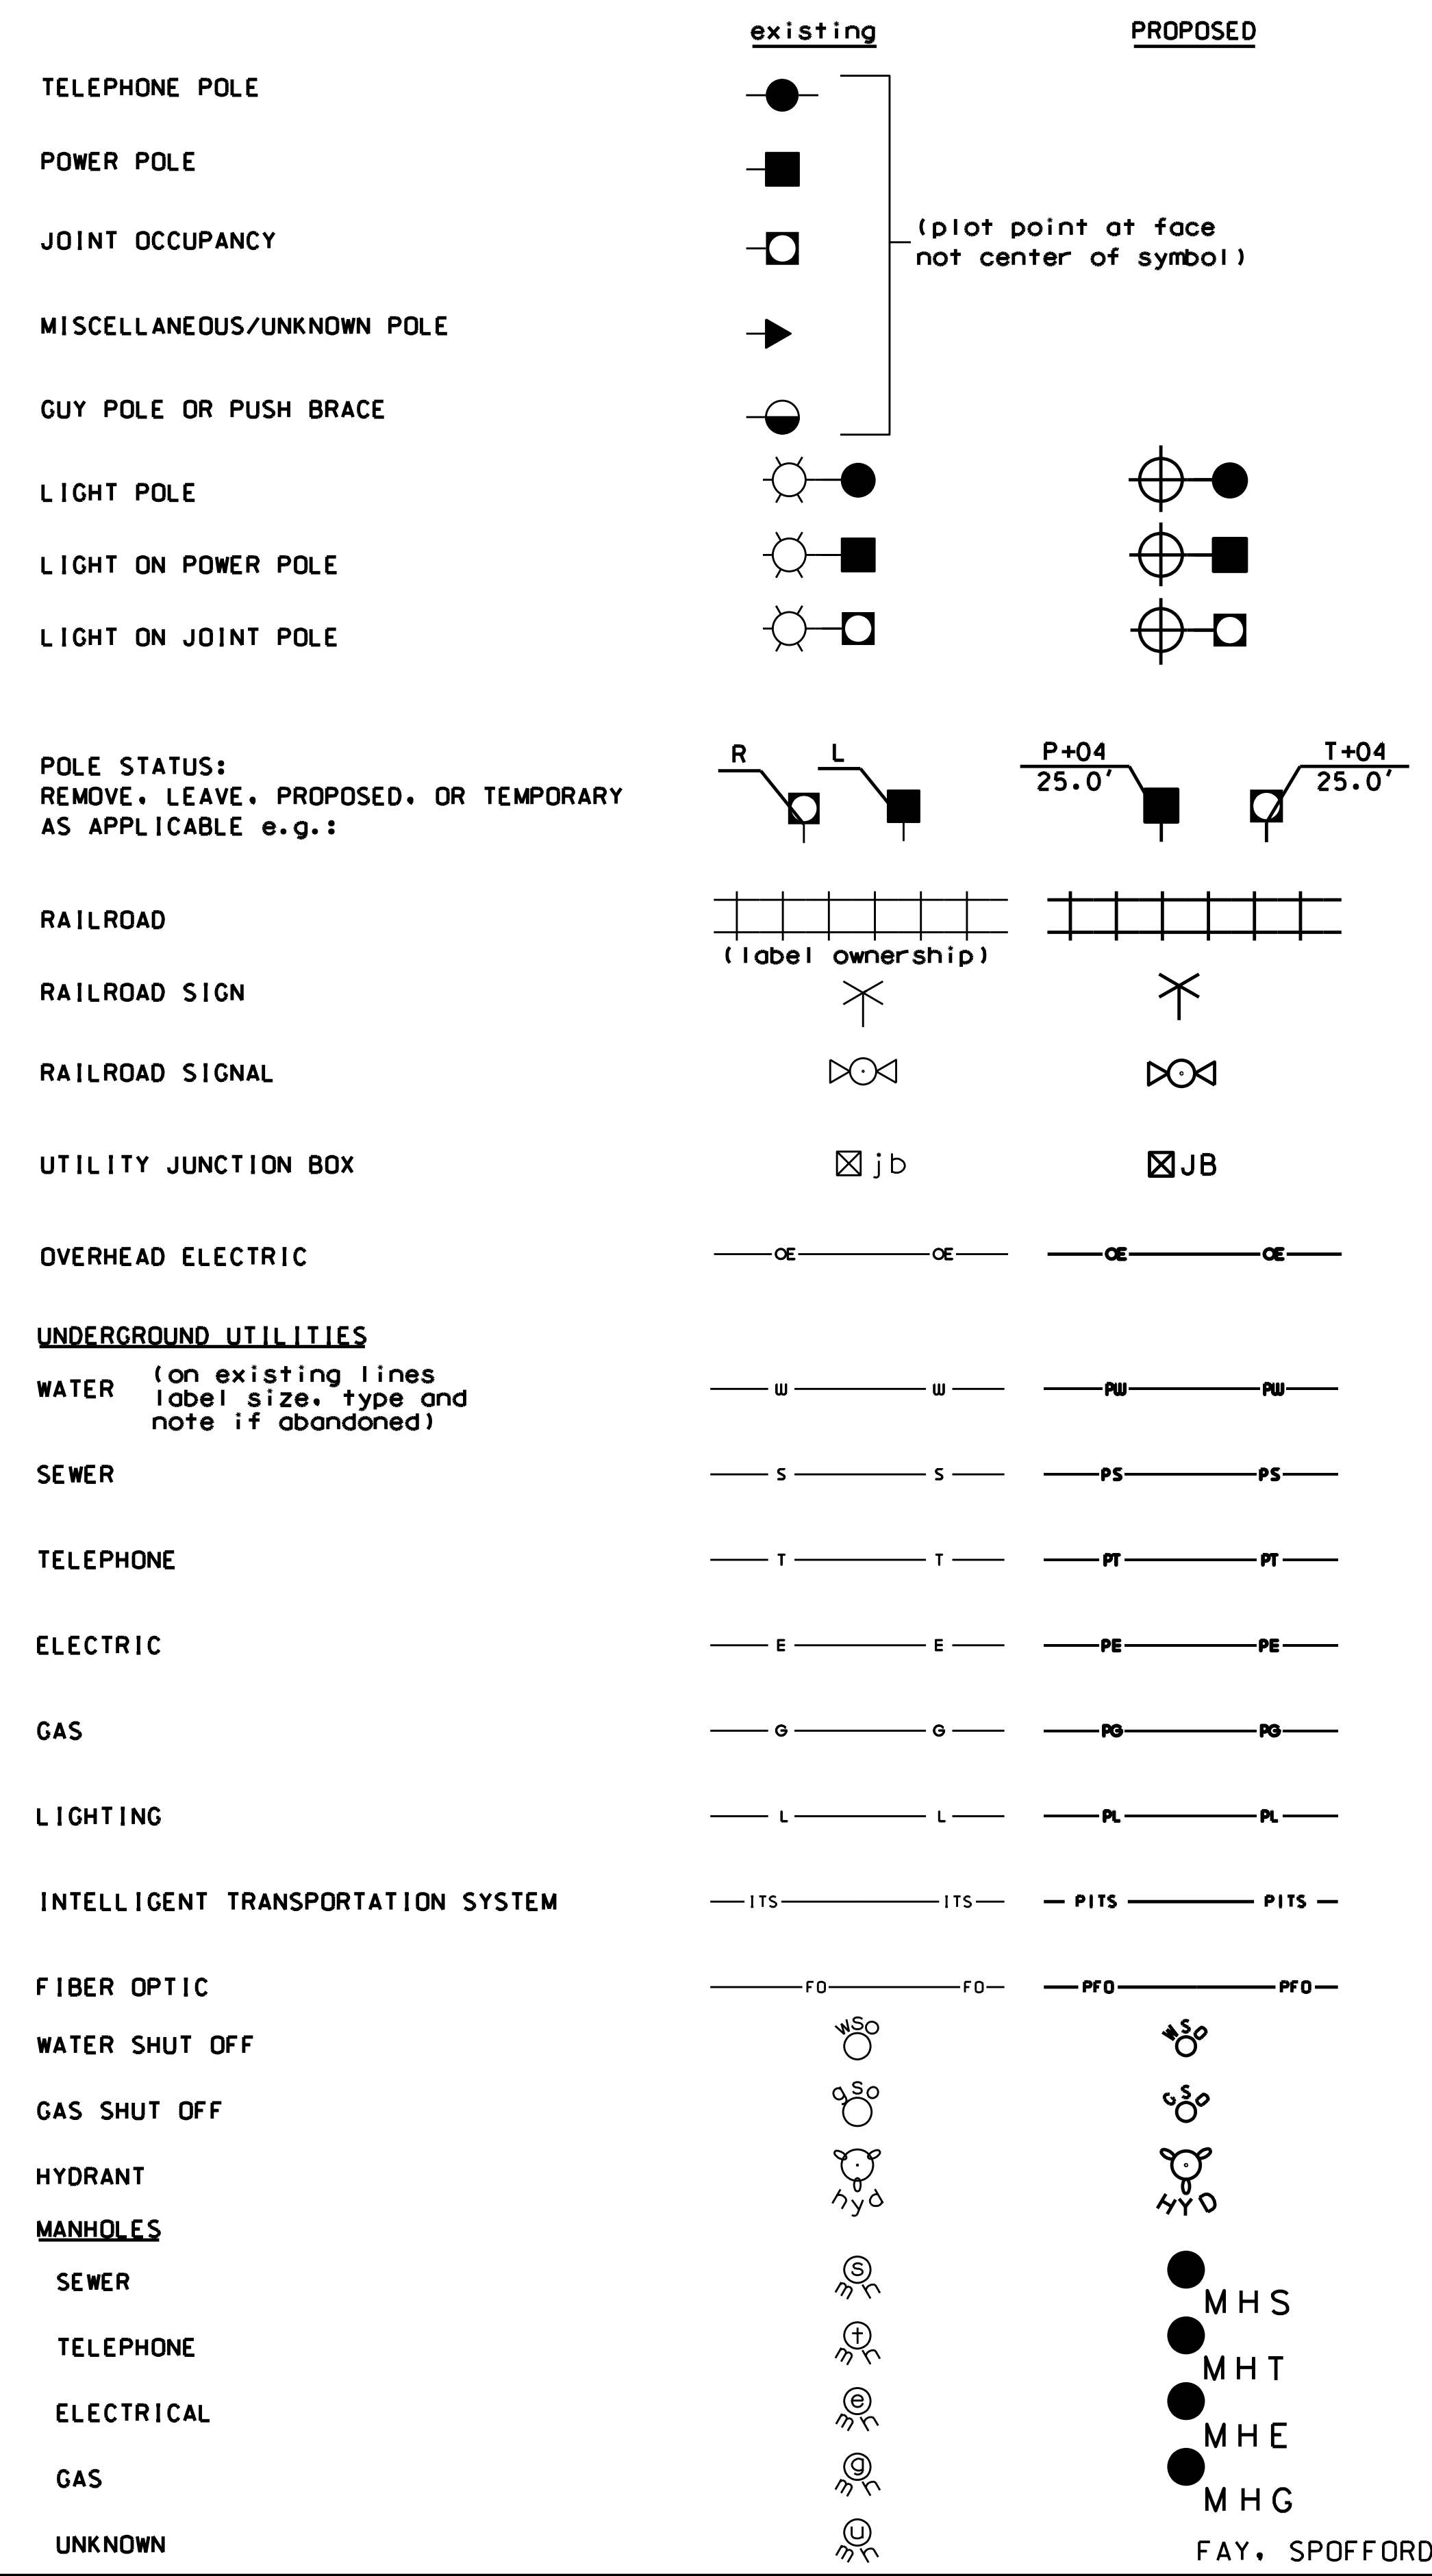 existing PROPOSED
TELEPHONE POLE
POWER POLE
JOINT OCCUPANCY
(plot point at face
not center of symbol)
MISCELLANEOUS/UNKNOWN POLE
GUY POLE OR PUSH BRACE
LIGHT POLE
LIGHT ON POWER POLE
LIGHT ON JOINT POLE
POLE STATUS:
REMOVE, LEAVE, PROPOSED, OR TEMPORARY
AS APPLICABLE e.g.:
R L P+04 T+04
25.0' 25.0'
RAILROAD
(label ownership)
RAILROAD SIGN
RAILROAD SIGNAL
UTILITY JUNCTION BOX jb JB
OVERHEAD ELECTRIC OE OE OE OE
UNDERGROUND UTILITIES
WATER W W PW PW
(on existing lines
label size, type and
note if abandoned)
SEWER S S PS PS
TELEPHONE T T PT PT
ELECTRIC E E PE PE
GAS G G PG PG
LIGHTING L L PL PL
INTELLIGENT TRANSPORTATION SYSTEM ITS ITS PITS PITS
FIBER OPTIC FO FO PFO PFO
WATER SHUT OFF wso WSO
GAS SHUT OFF gso GSO
HYDRANT hyd HYD
MANHOLES
SEWER s mh MHS
TELEPHONE t mh MHT
ELECTRICAL e mh MHE
GAS g mh MHG
UNKNOWN u mh
FAY, SPOFFORD